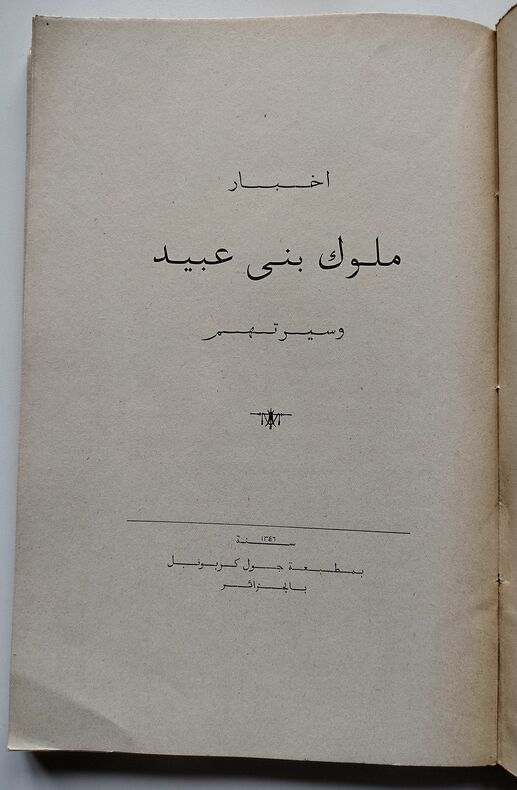 اخبار
ملوك بنى عبيد
وسيرتهم
سنة ١٣٤٦
بمطبعة جول كربونل
بالجزائر